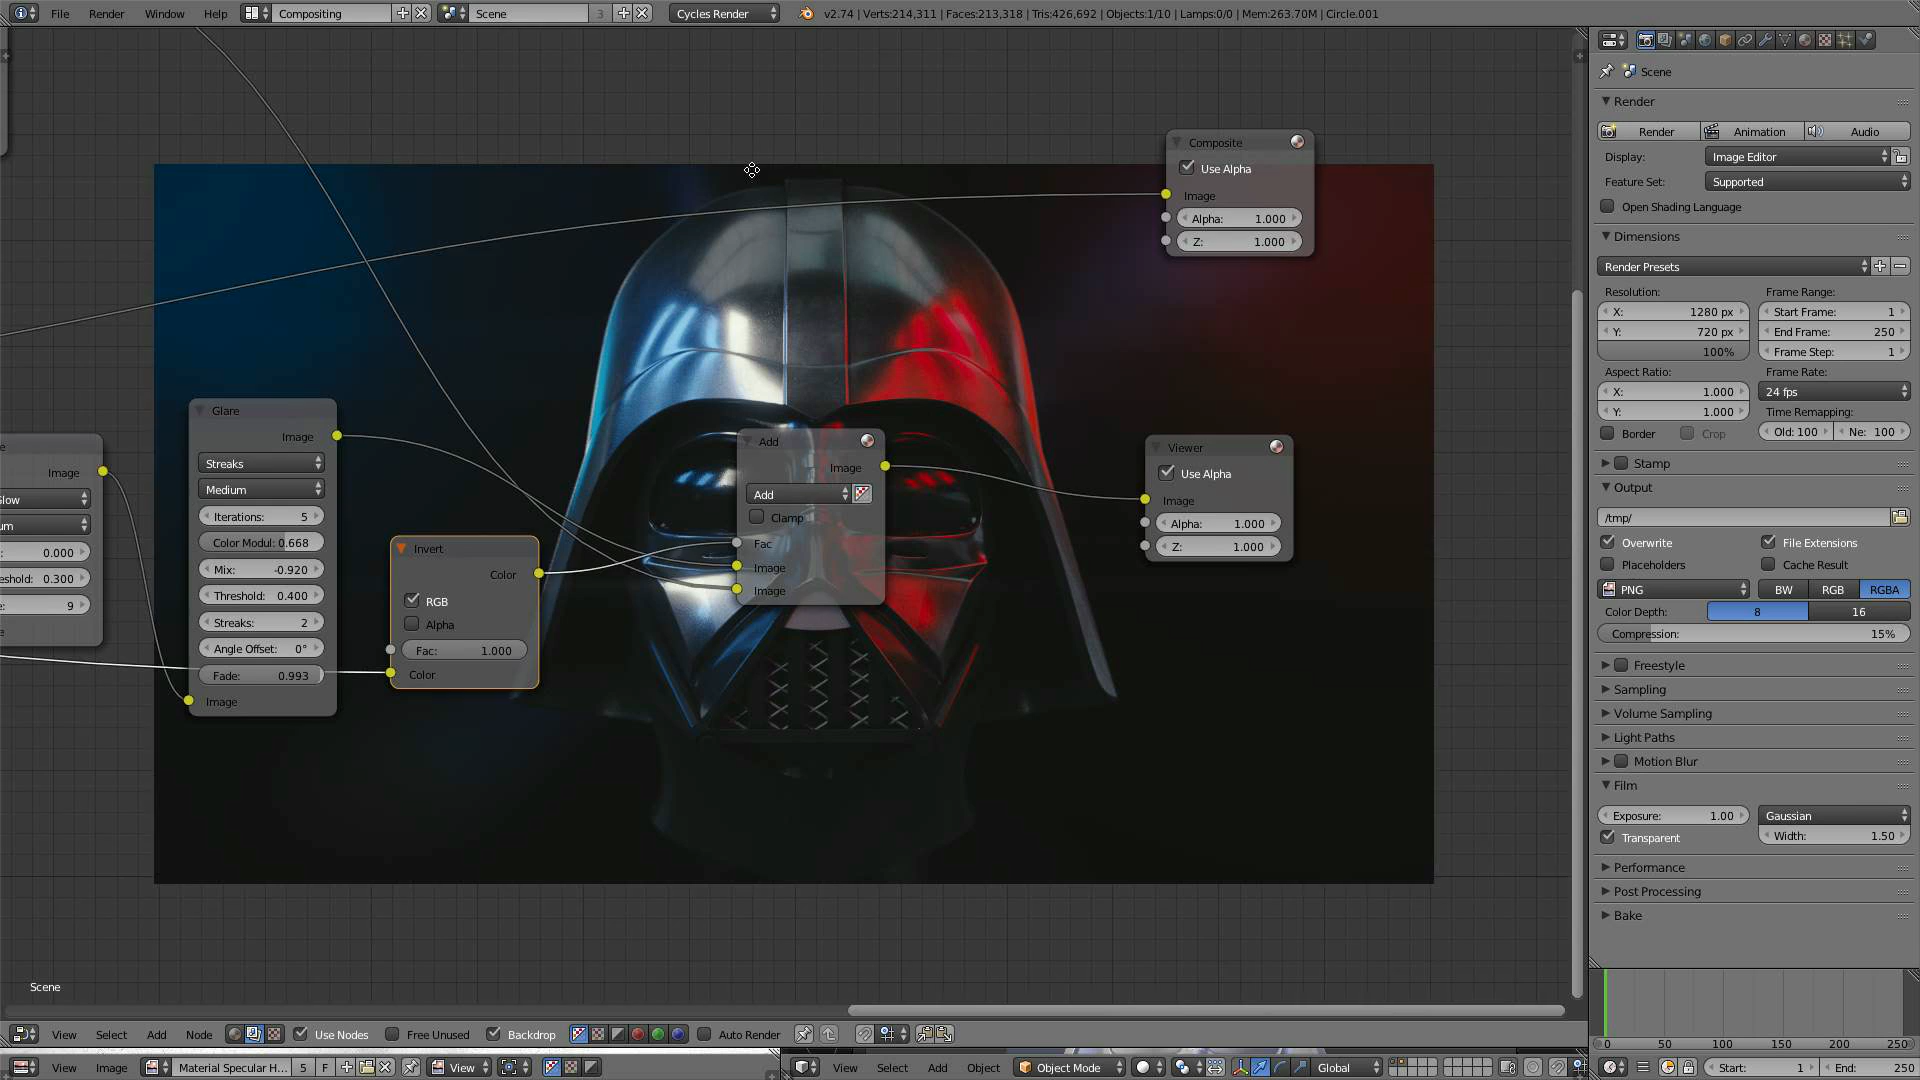 File Render Window Help Compositing Scene 3 Cycles Render v2.74 | Verts:214,311 | Faces:213,318 | Tris:426,692 | Objects:1/10 | Lamps:0/0 | Mem:263.70M | Circle.001
Composite
Use Alpha
Image
Alpha: 1.000
Z: 1.000
e
Image
low
um
: 0.000
eshold: 0.300
e: 9
e
Glare
Image
Streaks
Medium
Iterations: 5
Color Modul: 0.668
Mix: -0.920
Threshold: 0.400
Streaks: 2
Angle Offset: 0°
Fade: 0.993
Image
Invert
Color
RGB
Alpha
Fac: 1.000
Color
Add
Image
Add
Clamp
Fac
Image
Image
Viewer
Use Alpha
Image
Alpha: 1.000
Z: 1.000
Scene
View Select Add Node Use Nodes Free Unused Backdrop Auto Render
View Image Material Specular H... 5 F View
View Select Add Object Object Mode Global
Scene
Render
Render Animation Audio
Display: Image Editor
Feature Set: Supported
Open Shading Language
Dimensions
Render Presets
Resolution: Frame Range:
X: 1280 px Start Frame: 1
Y: 720 px End Frame: 250
100% Frame Step: 1
Aspect Ratio: Frame Rate:
X: 1.000 24 fps
Y: 1.000 Time Remapping:
Border Crop Old: 100 Ne: 100
Stamp
Output
/tmp/
Overwrite File Extensions
Placeholders Cache Result
PNG BW RGB RGBA
Color Depth: 8 16
Compression: 15%
Freestyle
Sampling
Volume Sampling
Light Paths
Motion Blur
Film
Exposure: 1.00 Gaussian
Transparent Width: 1.50
Performance
Post Processing
Bake
0 50 100 150 200 250
Start: 1 End: 250